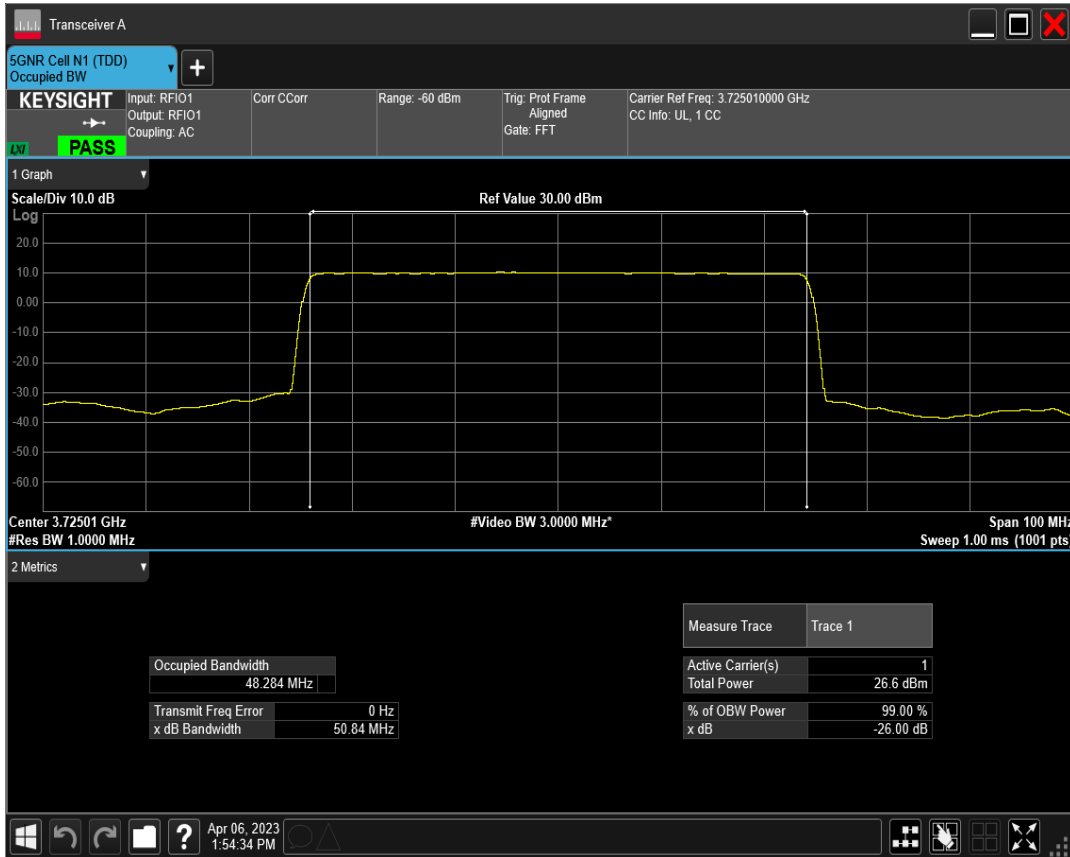 Transceiver A
5GNR Cell N1 (TDD)
Occupied BW
+
KEYSIGHT
LXI
PASS
Input: RFIO1
Output: RFIO1
Coupling: AC
Corr CCorr
Range: -60 dBm
Trig: Prot Frame
Aligned
Gate: FFT
Carrier Ref Freq: 3.725010000 GHz
CC Info: UL, 1 CC
1 Graph
Scale/Div 10.0 dB
Ref Value 30.00 dBm
Log
20.0
10.0
0.00
-10.0
-20.0
-30.0
-40.0
-50.0
-60.0
Center 3.72501 GHz
#Video BW 3.0000 MHz*
Span 100 MHz
#Res BW 1.0000 MHz
Sweep 1.00 ms (1001 pts)
2 Metrics
Measure Trace Trace 1
Occupied Bandwidth
48.284 MHz
Active Carrier(s) 1
Total Power 26.6 dBm
Transmit Freq Error 0 Hz
x dB Bandwidth 50.84 MHz
% of OBW Power 99.00 %
x dB -26.00 dB
?
Apr 06, 2023
1:54:34 PM